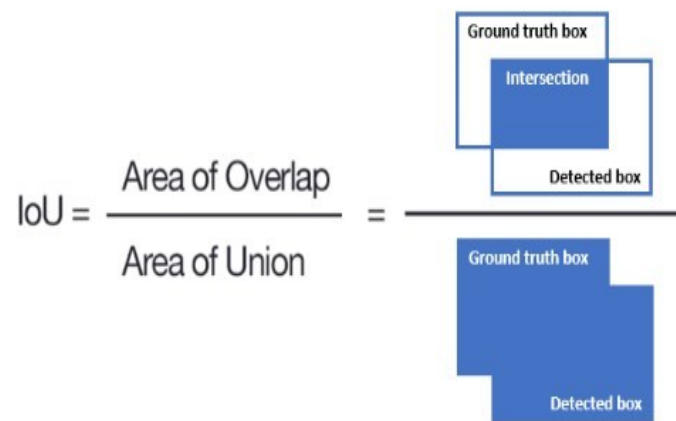 Ground truth box
Intersection
Detected box
IoU = Area of Overlap =
Area of Union
Ground truth box
Detected box